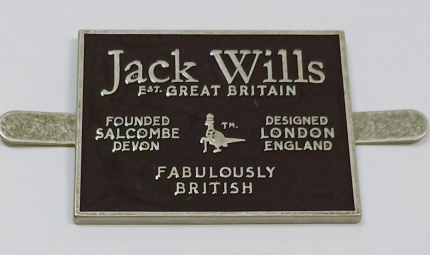 Jack Wills
EST. GREAT BRITAIN
FOUNDED
SALCOMBE
DEVON
TM.
DESIGNED
LONDON
ENGLAND
FABULOUSLY
BRITISH